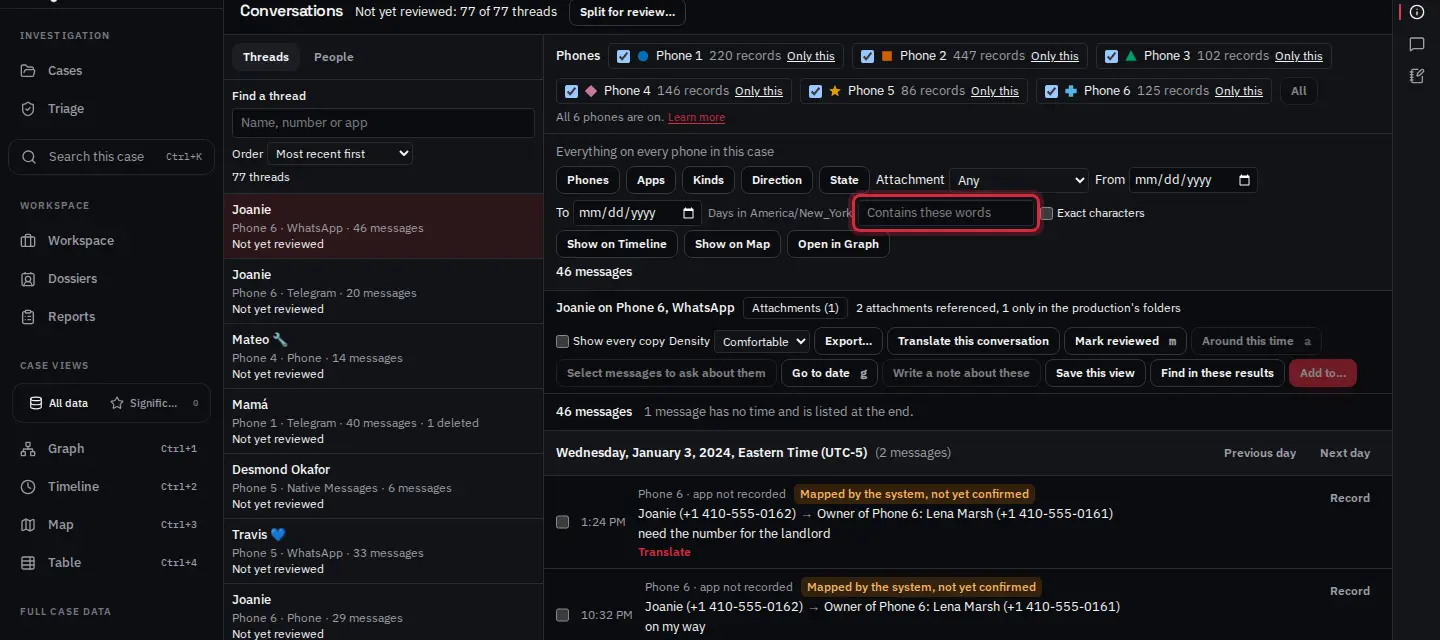 Conversations Not yet reviewed: 77 of 77 threads Split for review...
INVESTIGATION
Cases
Triage
Search this case Ctrl+K
WORKSPACE
Workspace
Dossiers
Reports
CASE VIEWS
All data Signific... 0
Graph Ctrl+1
Timeline Ctrl+2
Map Ctrl+3
Table Ctrl+4
FULL CASE DATA
Threads People
Find a thread
Name, number or app
Order Most recent first
77 threads
Joanie
Phone 6 · WhatsApp · 46 messages
Not yet reviewed
Joanie
Phone 6 · Telegram · 20 messages
Not yet reviewed
Mateo 🔧
Phone 4 · Phone · 14 messages
Not yet reviewed
Mamá
Phone 1 · Telegram · 40 messages · 1 deleted
Not yet reviewed
Desmond Okafor
Phone 5 · Native Messages · 6 messages
Not yet reviewed
Travis 💙
Phone 5 · WhatsApp · 33 messages
Not yet reviewed
Joanie
Phone 6 · Phone · 29 messages
Not yet reviewed
Phones Phone 1 220 records Only this Phone 2 447 records Only this Phone 3 102 records Only this
Phone 4 146 records Only this Phone 5 86 records Only this Phone 6 125 records Only this All
All 6 phones are on. Learn more
Everything on every phone in this case
Phones Apps Kinds Direction State Attachment Any From mm/dd/yyyy
To mm/dd/yyyy Days in America/New_York Contains these words Exact characters
Show on Timeline Show on Map Open in Graph
46 messages
Joanie on Phone 6, WhatsApp Attachments (1) 2 attachments referenced, 1 only in the production's folders
Show every copy Density Comfortable Export... Translate this conversation Mark reviewed m Around this time a
Select messages to ask about them Go to date g Write a note about these Save this view Find in these results Add to...
46 messages 1 message has no time and is listed at the end.
Wednesday, January 3, 2024, Eastern Time (UTC-5) (2 messages) Previous day Next day
Phone 6 · app not recorded Mapped by the system, not yet confirmed Record
1:24 PM Joanie (+1 410-555-0162) → Owner of Phone 6: Lena Marsh (+1 410-555-0161)
need the number for the landlord
Translate
Phone 6 · app not recorded Mapped by the system, not yet confirmed Record
10:32 PM Joanie (+1 410-555-0162) → Owner of Phone 6: Lena Marsh (+1 410-555-0161)
on my way